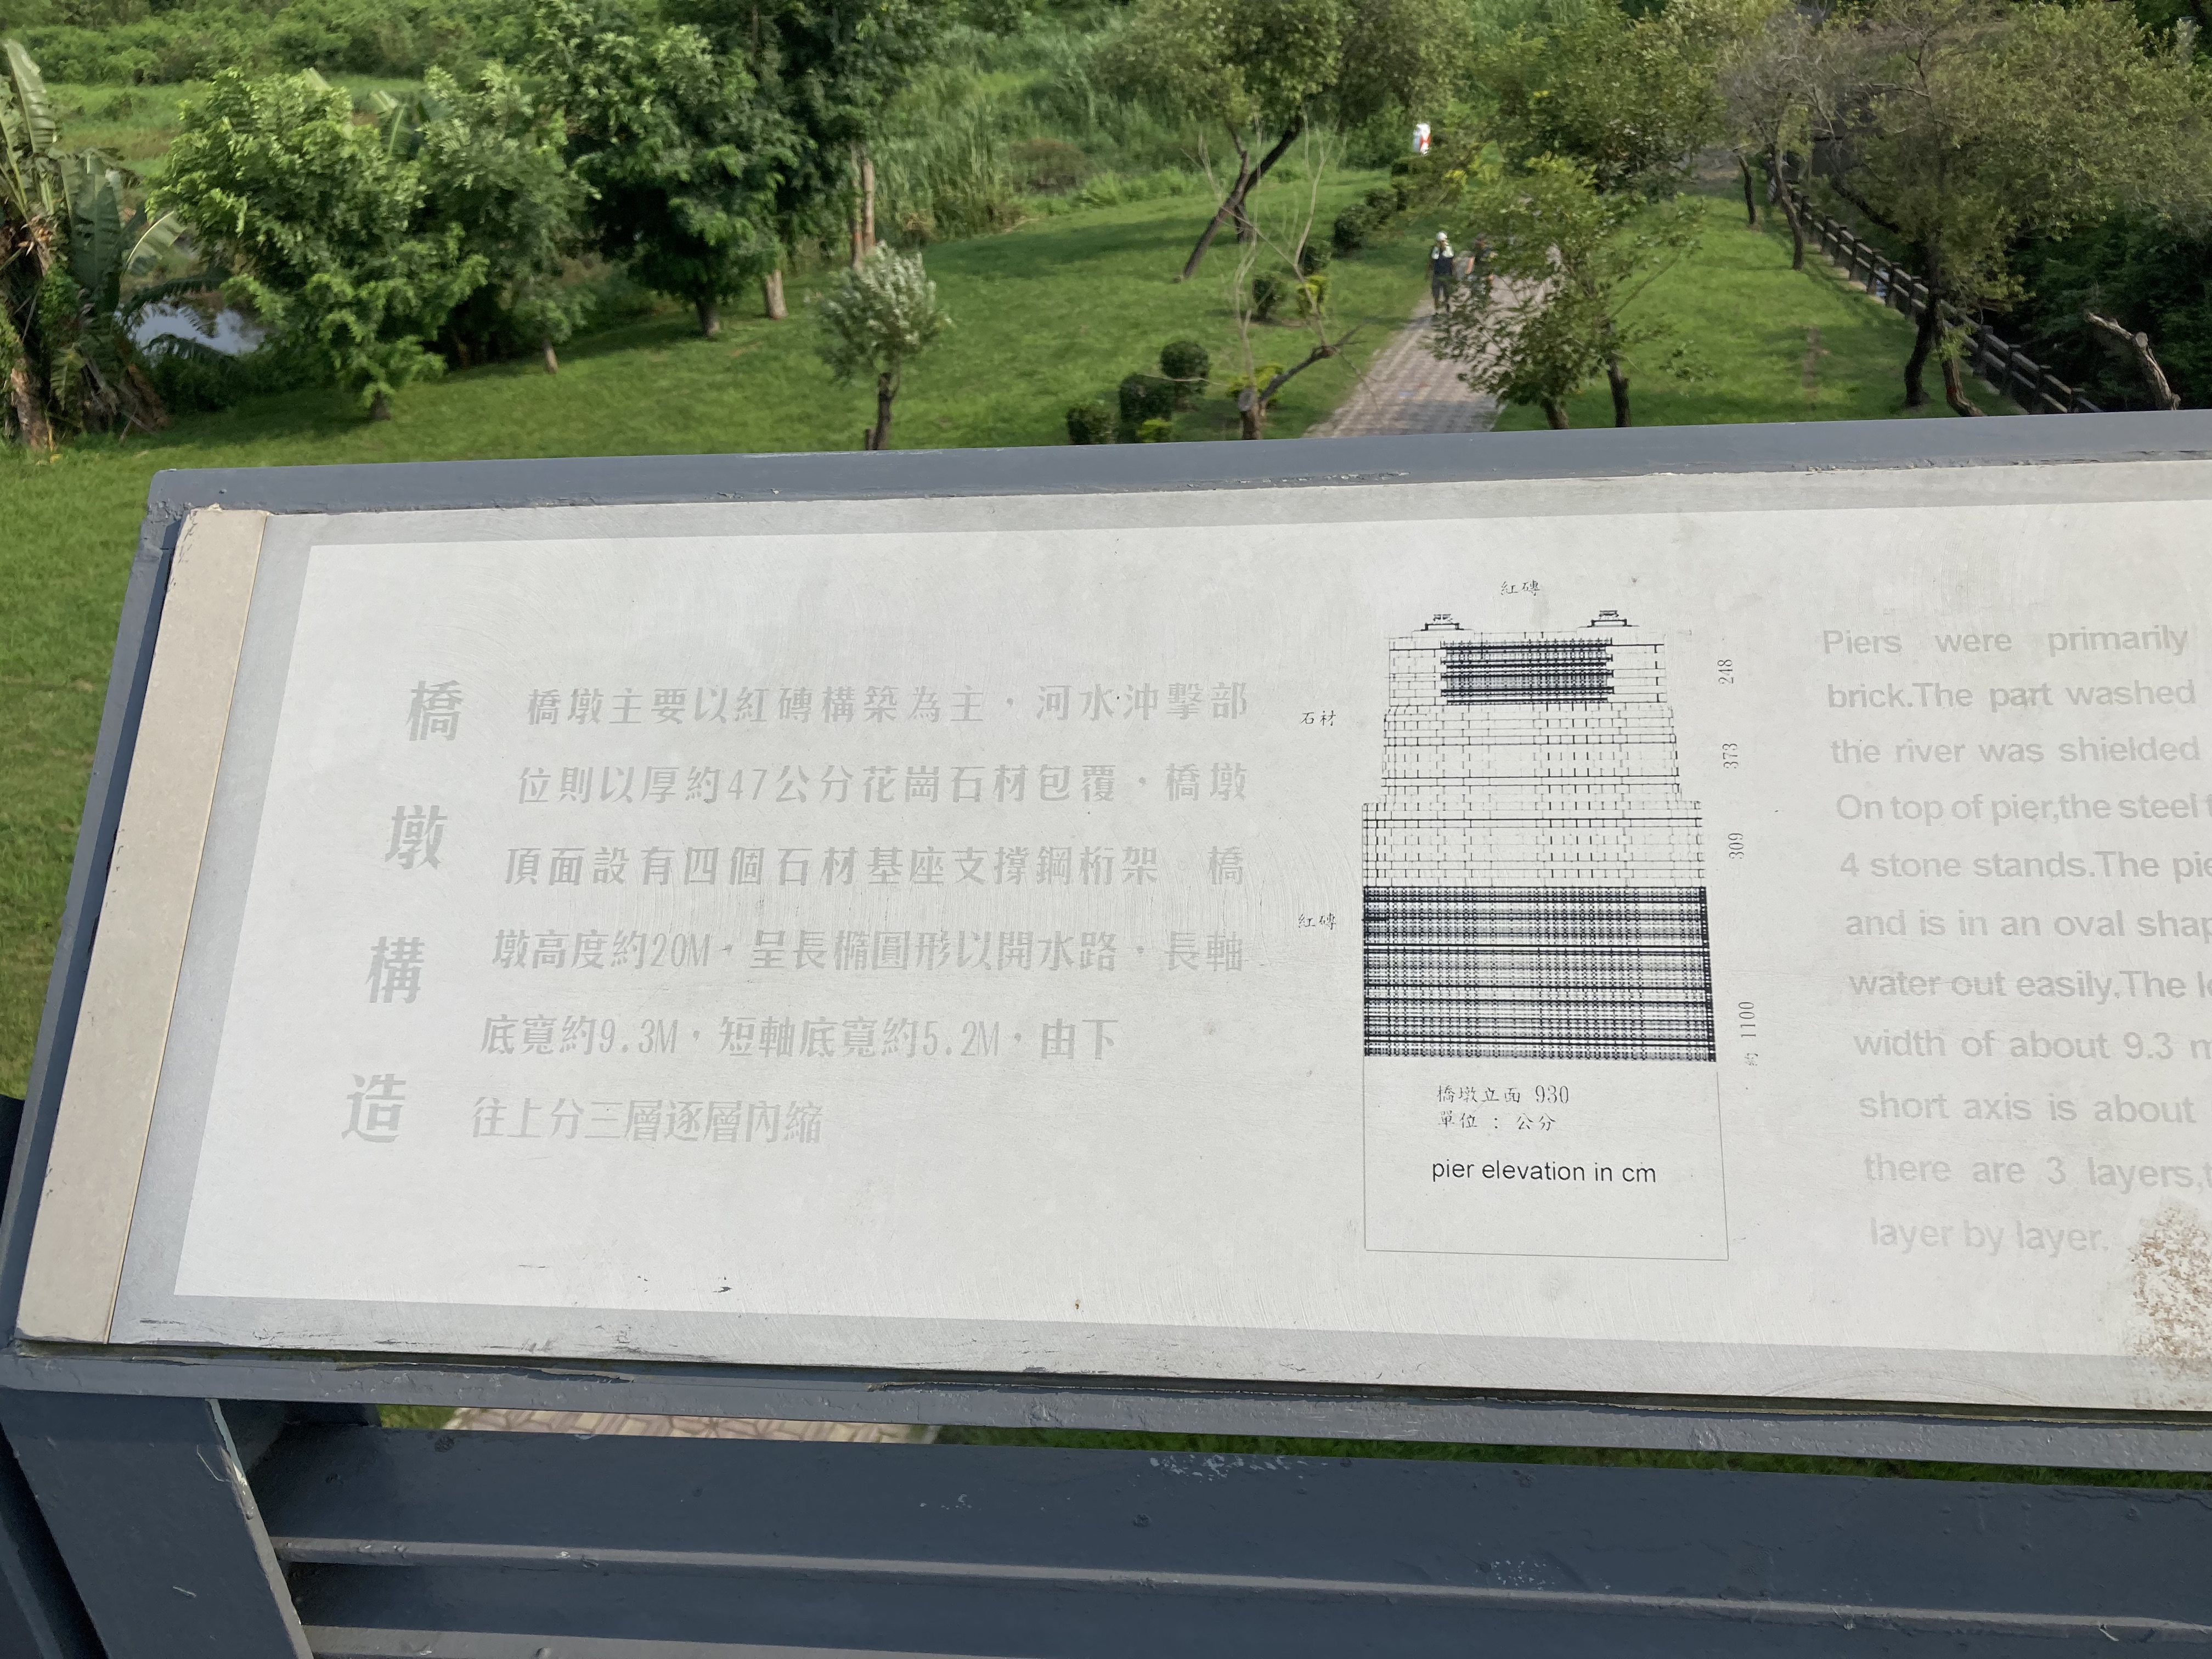 橋墩構造
橋墩主要以紅磚構築為主，河水沖擊部
位則以厚約47公分花崗石材包覆，橋墩
頂面設有四個石材基座支撐鋼桁架 橋
墩高度約20M，呈長橢圓形以開水路，長軸
底寬約9.3M，短軸底寬約5.2M，由下
往上分三層逐層內縮
紅磚
石材
紅磚
248
373
309
約 1100
橋墩立面 930
單位 : 公分
pier elevation in cm
Piers were primarily
brick.The part washed
the river was shielded
On top of pier,the steel
4 stone stands.The
and is in an oval
water out easily.The
width of about 9.3
short axis is about
there are 3 layers,
layer by layer.